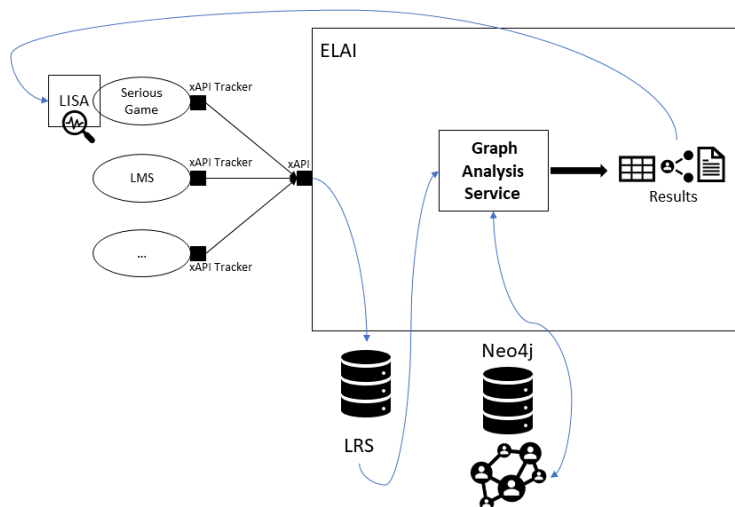 ELAI
LISA
Serious
Game
xAPI Tracker
LMS
xAPI Tracker
...
xAPI Tracker
xAPI
Graph
Analysis
Service
Results
LRS
Neo4j